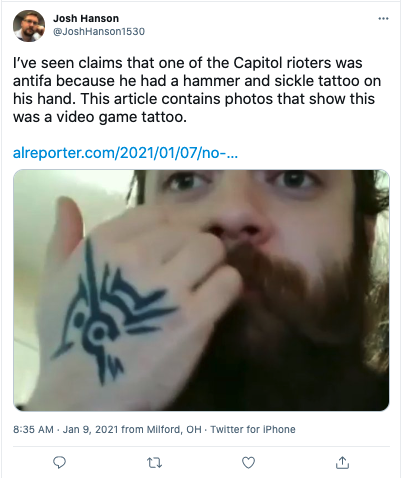 Josh Hanson
@JoshHanson1530
I've seen claims that one of the Capitol rioters was
antifa because he had a hammer and sickle tattoo on
his hand. This article contains photos that show this
was a video game tattoo.
alreporter.com/2021/01/07/no-...
8:35 AM · Jan 9, 2021 from Milford, OH · Twitter for iPhone